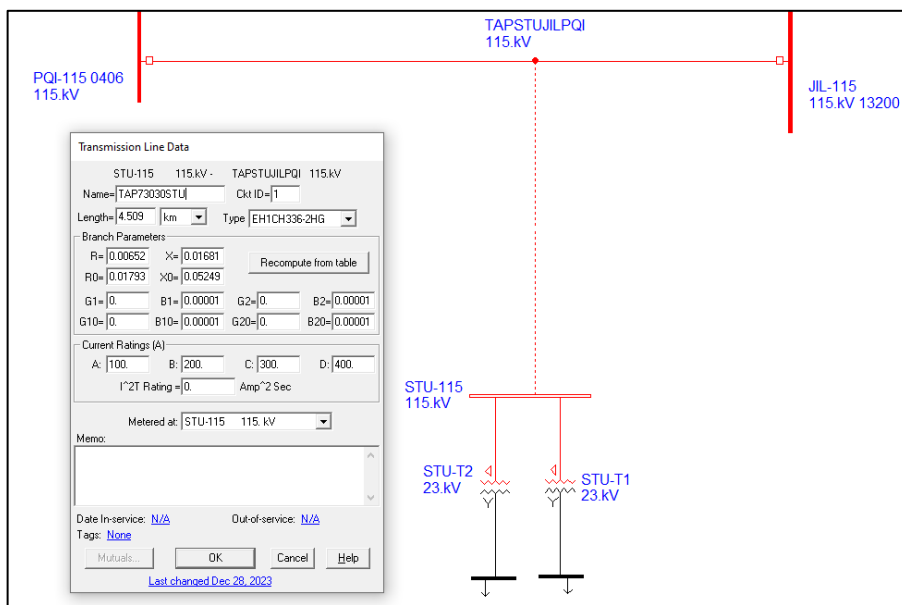 TAPSTUJILPQI
115.kV
PQI-115 0406
115.kV
JIL-115
115.kV 13200
Transmission Line Data
STU-115 115.kV - TAPSTUJILPQI 115.kV
Name= TAP73030STU Ckt ID= 1
Length= 4.509 km Type EH1CH336-2HG
Branch Parameters
R= 0.00652 X= 0.01681
Recompute from table
R0= 0.01793 X0= 0.05249
G1= 0. B1= 0.00001 G2= 0. B2= 0.00001
G10= 0. B10= 0.00001 G20= 0. B20= 0.00001
Current Ratings (A)
A: 100. B: 200. C: 300. D: 400.
I^2T Rating = 0. Amp^2 Sec
Metered at: STU-115 115. kV
Memo:
Date In-service: N/A Out-of-service: N/A
Tags: None
Mutuals... OK Cancel Help
Last changed Dec 28, 2023
STU-115
115.kV
STU-T2
23.kV
STU-T1
23.kV